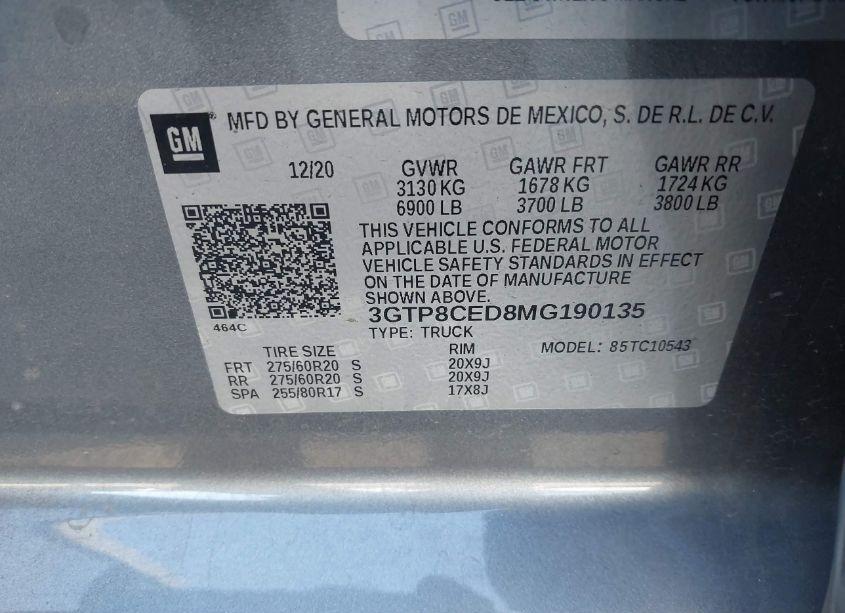 GM
MFD BY GENERAL MOTORS DE MEXICO, S. DE R.L. DE C.V.
12/20 GVWR GAWR FRT GAWR RR
3130 KG 1678 KG 1724 KG
6900 LB 3700 LB 3800 LB
THIS VEHICLE CONFORMS TO ALL
APPLICABLE U.S. FEDERAL MOTOR
VEHICLE SAFETY STANDARDS IN EFFECT
ON THE DATE OF MANUFACTURE
SHOWN ABOVE.
464C
3GTP8CED8MG190135
TYPE: TRUCK
MODEL: 85TC10543
TIRE SIZE RIM
FRT 275/60R20 S 20X9J
RR 275/60R20 S 20X9J
SPA 255/80R17 S 17X8J